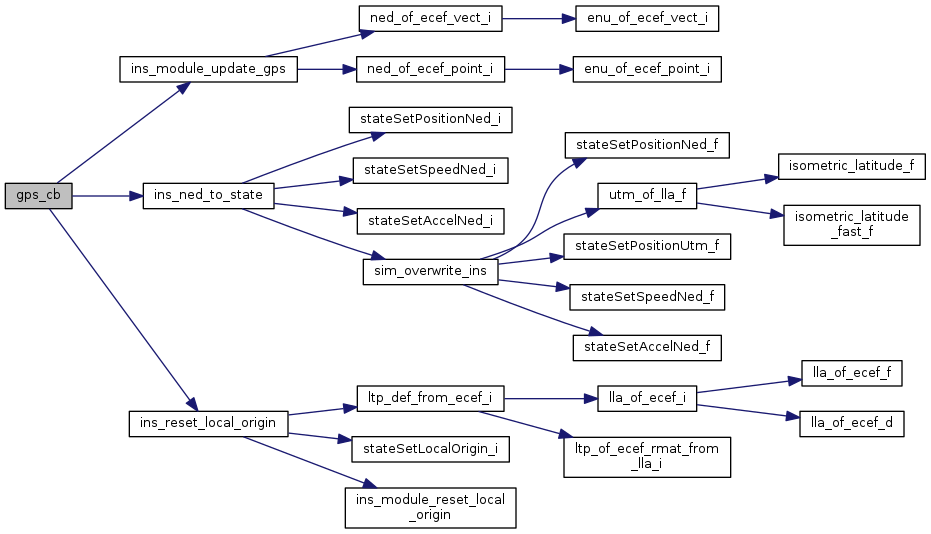 gps_cb
ins_module_update_gps
ned_of_ecef_vect_i
enu_of_ecef_vect_i
ned_of_ecef_point_i
enu_of_ecef_point_i
ins_ned_to_state
stateSetPositionNed_i
stateSetSpeedNed_i
stateSetAccelNed_i
sim_overwrite_ins
stateSetPositionNed_f
utm_of_lla_f
isometric_latitude_f
isometric_latitude
_fast_f
stateSetPositionUtm_f
stateSetSpeedNed_f
stateSetAccelNed_f
ins_reset_local_origin
ltp_def_from_ecef_i
lla_of_ecef_i
lla_of_ecef_f
lla_of_ecef_d
ltp_of_ecef_rmat_from
_lla_i
stateSetLocalOrigin_i
ins_module_reset_local
_origin